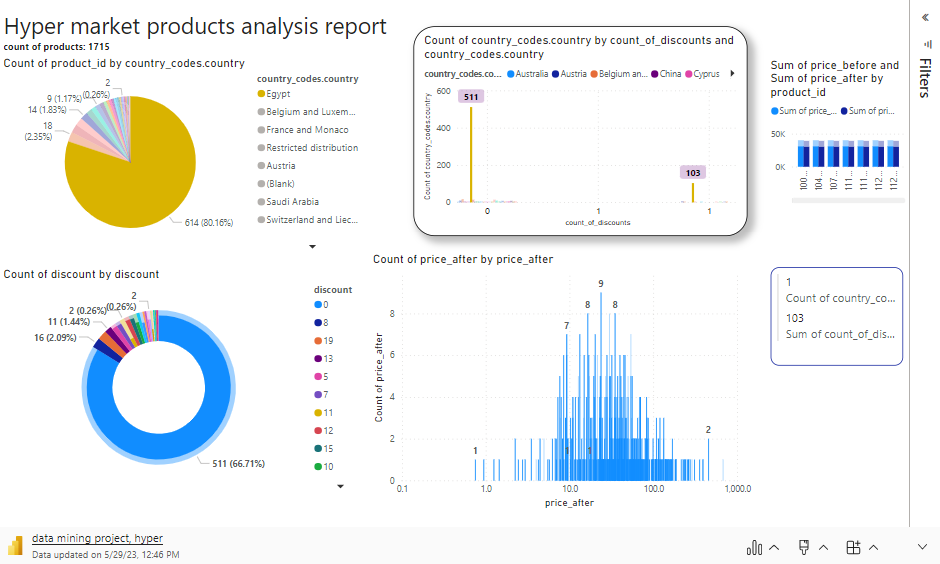 Hyper market products analysis report
count of products: 1715
Count of product_id by country_codes.country
2
(0.26%)
9 (1.17%)
14 (1.83%)
18
(2.35%)
614 (80.16%)
country_codes.country
Egypt
Belgium and Luxem...
France and Monaco
Restricted distribution
Austria
(Blank)
Saudi Arabia
Switzerland and Liec...
Count of country_codes.country by count_of_discounts and
country_codes.country
country_codes.co...
Australia
Austria
Belgium an...
China
Cyprus
Count of country_codes.country
600
400
200
0
511
103
0
1
1
count_of_discounts
Sum of price_before and
Sum of price_after by
product_id
Sum of price_...
Sum of pri...
50K
0K
100...
104...
107...
111...
111...
112...
112...
Filters
Count of discount by discount
2
(0.26%)
2 (0.26%)
11 (1.44%)
16 (2.09%)
511 (66.71%)
discount
0
8
19
13
5
7
11
12
15
10
Count of price_after by price_after
Count of price_after
8
6
4
2
0
1
7
1
8
1
9
8
2
0.1
1.0
10.0
100.0
1,000.0
price_after
1
Count of country_co...
103
Sum of count_of_dis...
data mining project, hyper
Data updated on 5/29/23, 12:46 PM